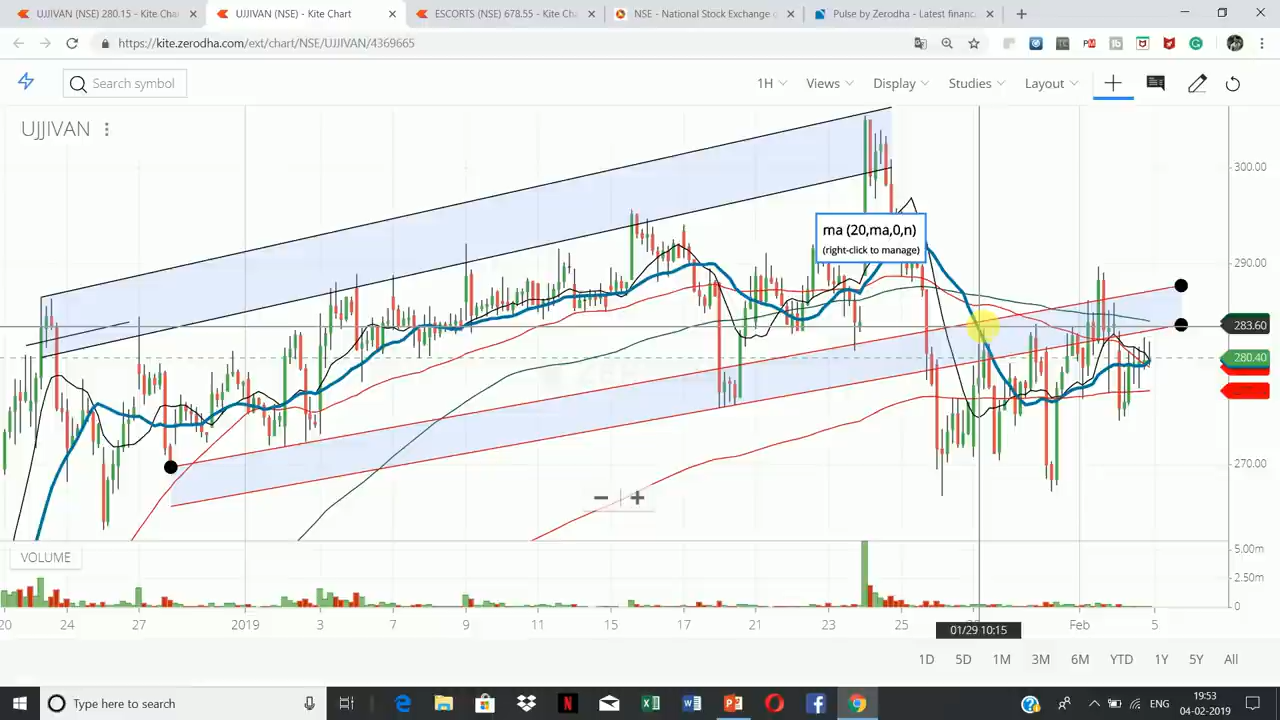 UJJIVAN (NSE) 280.15 - Kite Chart
UJJIVAN (NSE) - Kite Chart
ESCORTS (NSE) 678.55 - Kite Ch
NSE - National Stock Exchange o
Pulse by Zerodha - Latest financ
https://kite.zerodha.com/ext/chart/NSE/UJJIVAN/4369665
Search symbol
1H
Views
Display
Studies
Layout
UJJIVAN
300.00
290.00
283.60
280.40
270.00
ma (20,ma,0,n)
(right-click to manage)
VOLUME
5.00m
2.50m
0
20
24
27
2019
3
7
9
11
15
17
21
23
25
01/29 10:15
Feb
5
1D
5D
1M
3M
6M
YTD
1Y
5Y
All
Type here to search
ENG
19:53
04-02-2019